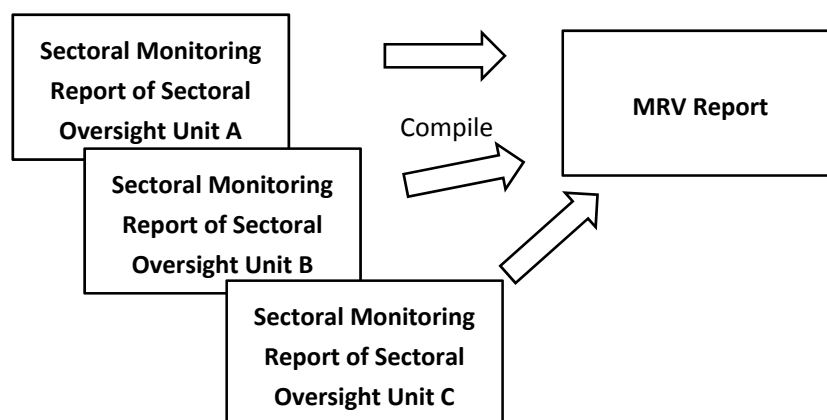 Sectoral Monitoring
Report of Sectoral
Oversight Unit A
Sectoral Monitoring
Report of Sectoral
Oversight Unit B
Sectoral Monitoring
Report of Sectoral
Oversight Unit C
Compile
MRV Report